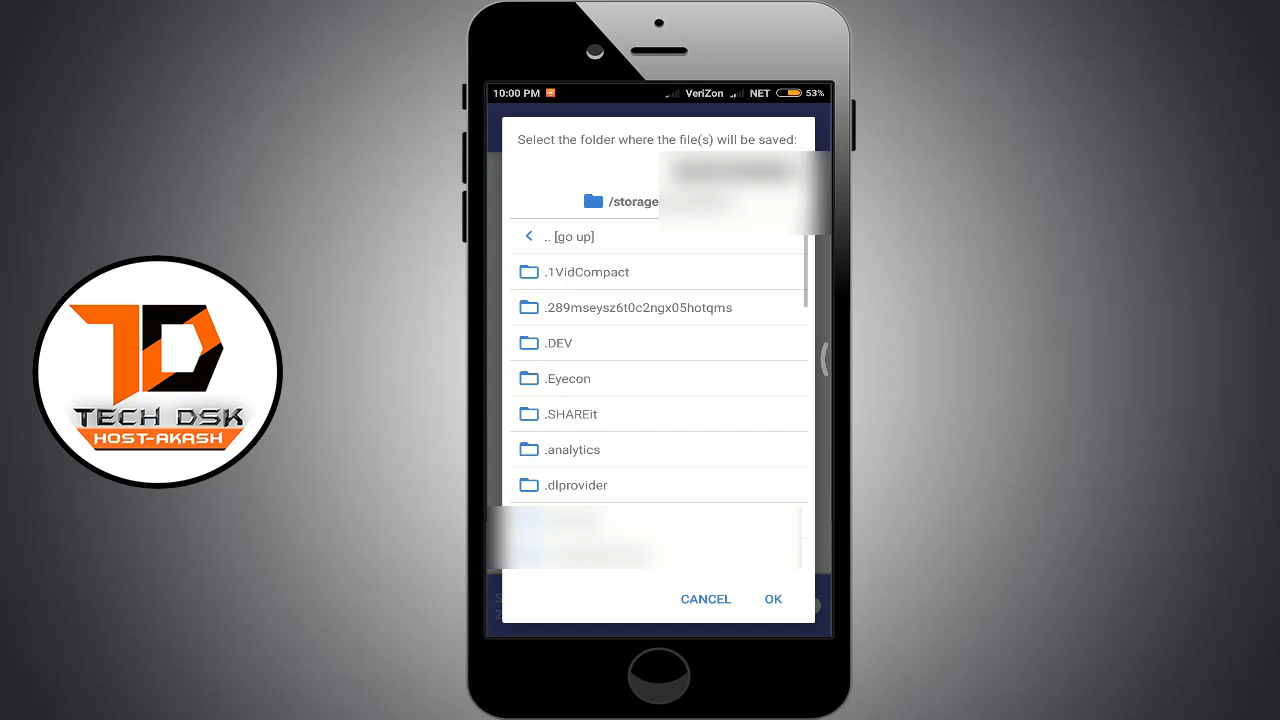 10:00 PM VeriZon NET 53%
Select the folder where the file(s) will be saved:
/storage
.. [go up]
.1VidCompact
.289mseysz6t0c2ngx05hotqms
.DEV
.Eyecon
.SHAREit
.analytics
.dlprovider
CANCEL OK
TD
TECH DSK
HOST-AKASH